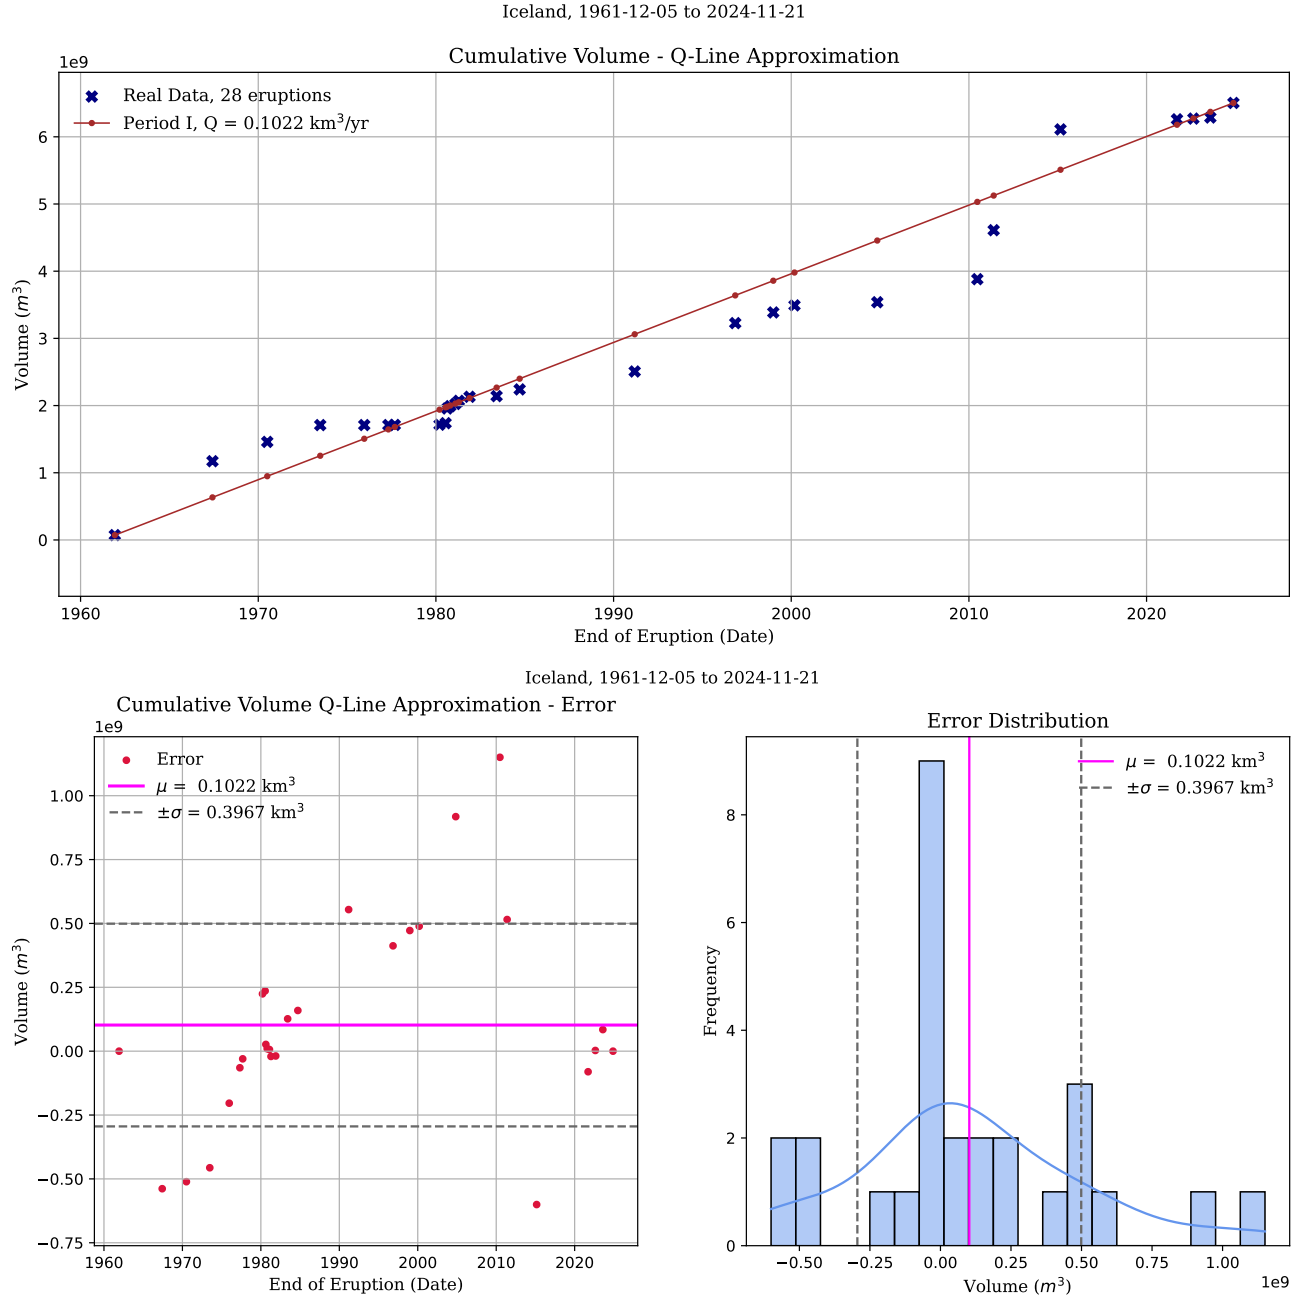 Iceland, 1961-12-05 to 2024-11-21
Cumulative Volume - Q-Line Approximation
1e9
Real Data, 28 eruptions
Period I, Q = 0.1022 km³/yr
6
5
4
3
2
1
0
Volume (m³)
1960 1970 1980 1990 2000 2010 2020
End of Eruption (Date)
Iceland, 1961-12-05 to 2024-11-21
Cumulative Volume Q-Line Approximation - Error
1e9
Error
μ = 0.1022 km³
±σ = 0.3967 km³
1.00
0.75
0.50
0.25
0.00
−0.25
−0.50
−0.75
Volume (m³)
1960 1970 1980 1990 2000 2010 2020
End of Eruption (Date)
Error Distribution
μ = 0.1022 km³
±σ = 0.3967 km³
8
6
4
2
0
Frequency
−0.50 −0.25 0.00 0.25 0.50 0.75 1.00
1e9
Volume (m³)